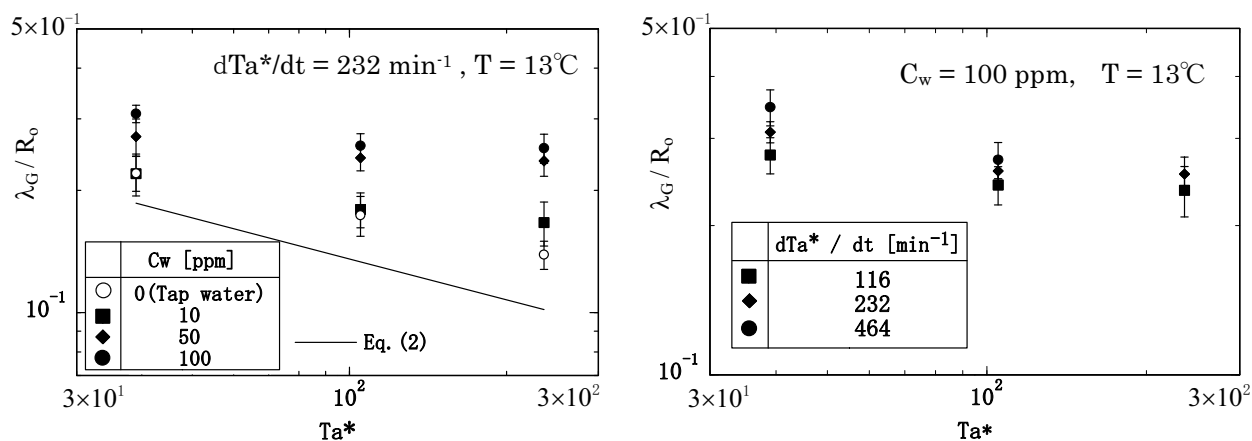 5×10⁻¹
dTa*/dt = 232 min⁻¹ , T = 13℃
λG / Ro
Cw [ppm]
0(Tap water)
10
50
100
Eq. (2)
10⁻¹
3×10¹
10²
3×10²
Ta*
5×10⁻¹
Cw = 100 ppm, T = 13℃
λG / Ro
dTa* / dt [min⁻¹]
116
232
464
10⁻¹
3×10¹
10²
3×10²
Ta*